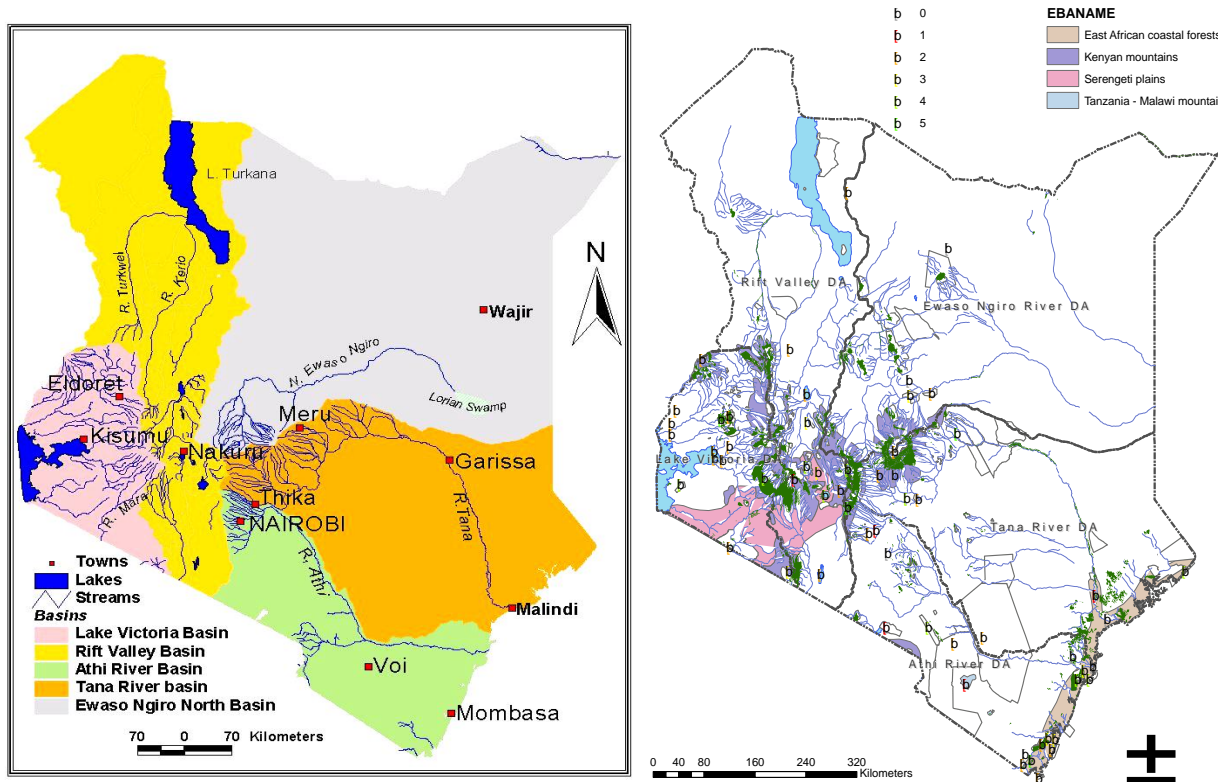 L. Turkana
N
R. Turkwel
R. Kerio
Wajir
N. Ewaso Ngiro
Eldoret
Lorian Swamp
Meru
Kisumu
Nakuru
Garissa
R. Mara
Thika
NAIROBI
R. Tana
R. Athi
Malindi
Voi
Mombasa
Towns
Lakes
Streams
Basins
Lake Victoria Basin
Rift Valley Basin
Athi River Basin
Tana River basin
Ewaso Ngiro North Basin
70 0 70 Kilometers
b 0
b 1
b 2
b 3
b 4
b 5
EBANAME
East African coastal forests
Kenyan mountains
Serengeti plains
Tanzania - Malawi mountai
Rift Valley DA
Ewaso Ngiro River DA
Lake Victoria D
Tana River DA
Athi River DA
0 40 80 160 240 320
Kilometers